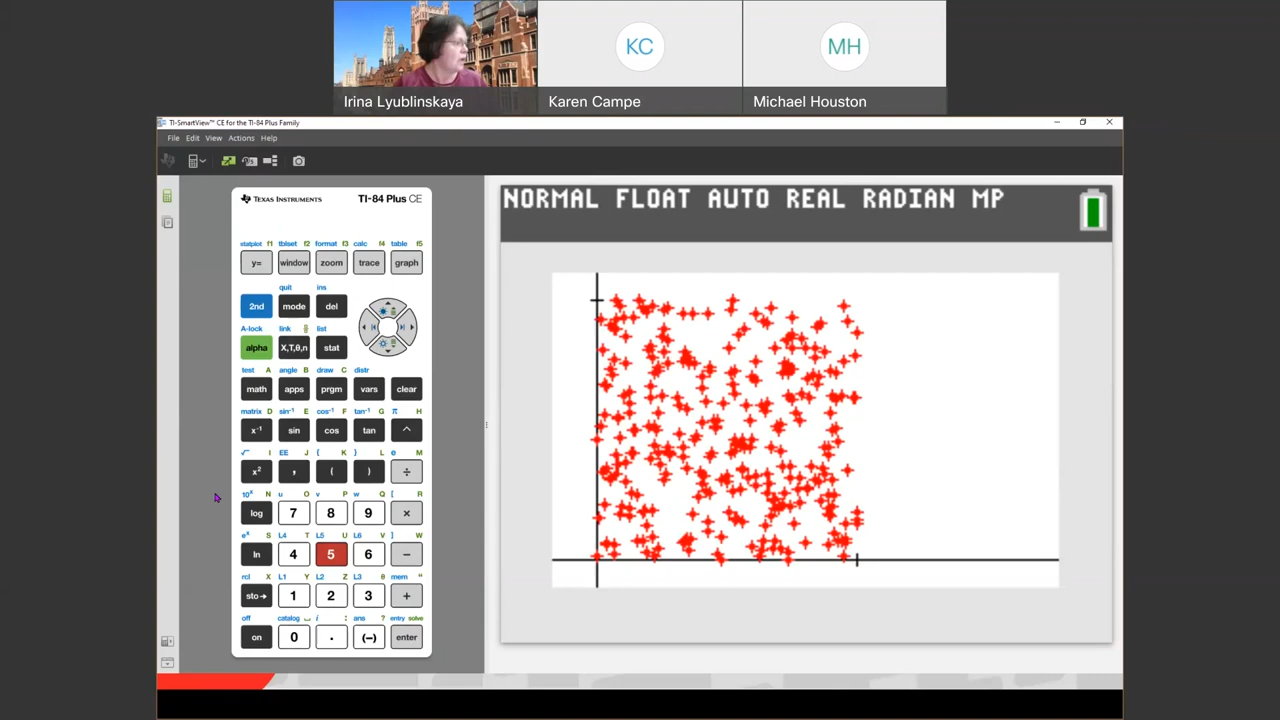 KC
MH
Irina Lyublinskaya
Karen Campe
Michael Houston
TI-SmartView™ CE for the TI-84 Plus Family
File Edit View Actions Help
TEXAS INSTRUMENTS TI-84 Plus CE
NORMAL FLOAT AUTO REAL RADIAN MP
statplot f1 tblset f2 format f3 calc f4 table f5
y= window zoom trace graph
quit ins
2nd mode del
A-lock link list
alpha X,T,θ,n stat
test A angle B draw C distr
math apps prgm vars clear
matrix D sin⁻¹ E cos⁻¹ F tan⁻¹ G π H
x⁻¹ sin cos tan ^
√ I EE J { K } L e M
x² , ( ) ÷
10ˣ N u O v P w Q [ R
log 7 8 9 ×
eˣ S L4 T L5 U L6 V ] W
ln 4 5 6 −
rcl X L1 Y L2 Z L3 θ mem "
sto→ 1 2 3 +
off catalog ␣ i : ans ? entry solve
on 0 . (−) enter